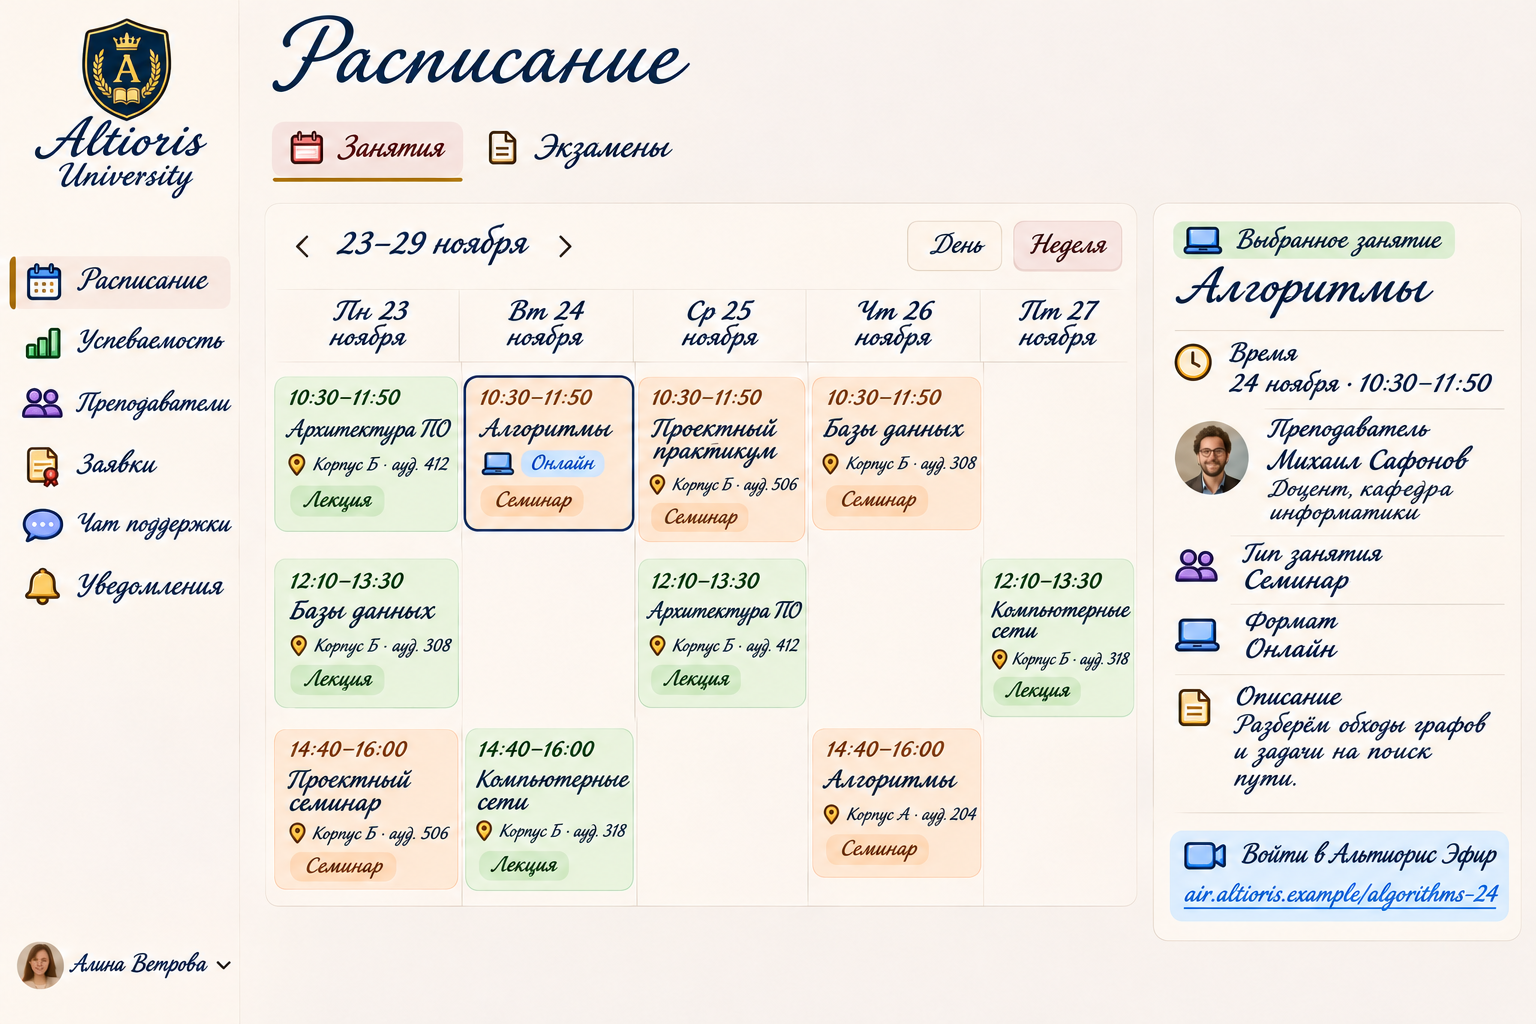 A
Altioris
University
Расписание
Успеваемость
Преподаватели
Заявки
Чат поддержки
Уведомления
Алина Ветрова
Расписание
Занятия
Экзамены
23–29 ноября
День
Неделя
Пн 23
ноября
Вт 24
ноября
Ср 25
ноября
Чт 26
ноября
Пт 27
ноября
10:30–11:50
Архитектура ПО
Корпус Б · ауд. 412
Лекция
10:30–11:50
Алгоритмы
Онлайн
Семинар
10:30–11:50
Проектный
практикум
Корпус Б · ауд. 506
Семинар
10:30–11:50
Базы данных
Корпус Б · ауд. 308
Семинар
12:10–13:30
Базы данных
Корпус Б · ауд. 308
Лекция
12:10–13:30
Архитектура ПО
Корпус Б · ауд. 412
Лекция
12:10–13:30
Компьютерные
сети
Корпус Б · ауд. 318
Лекция
14:40–16:00
Проектный
семинар
Корпус Б · ауд. 506
Семинар
14:40–16:00
Компьютерные
сети
Корпус Б · ауд. 318
Лекция
14:40–16:00
Алгоритмы
Корпус А · ауд. 204
Семинар
Выбранное занятие
Алгоритмы
Время
24 ноября · 10:30–11:50
Преподаватель
Михаил Сафонов
Доцент, кафедра
информатики
Тип занятия
Семинар
Формат
Онлайн
Описание
Разберём обходы графов
и задачи на поиск
пути.
Войти в Альтиорис Эфир
air.altioris.example/algorithms-24